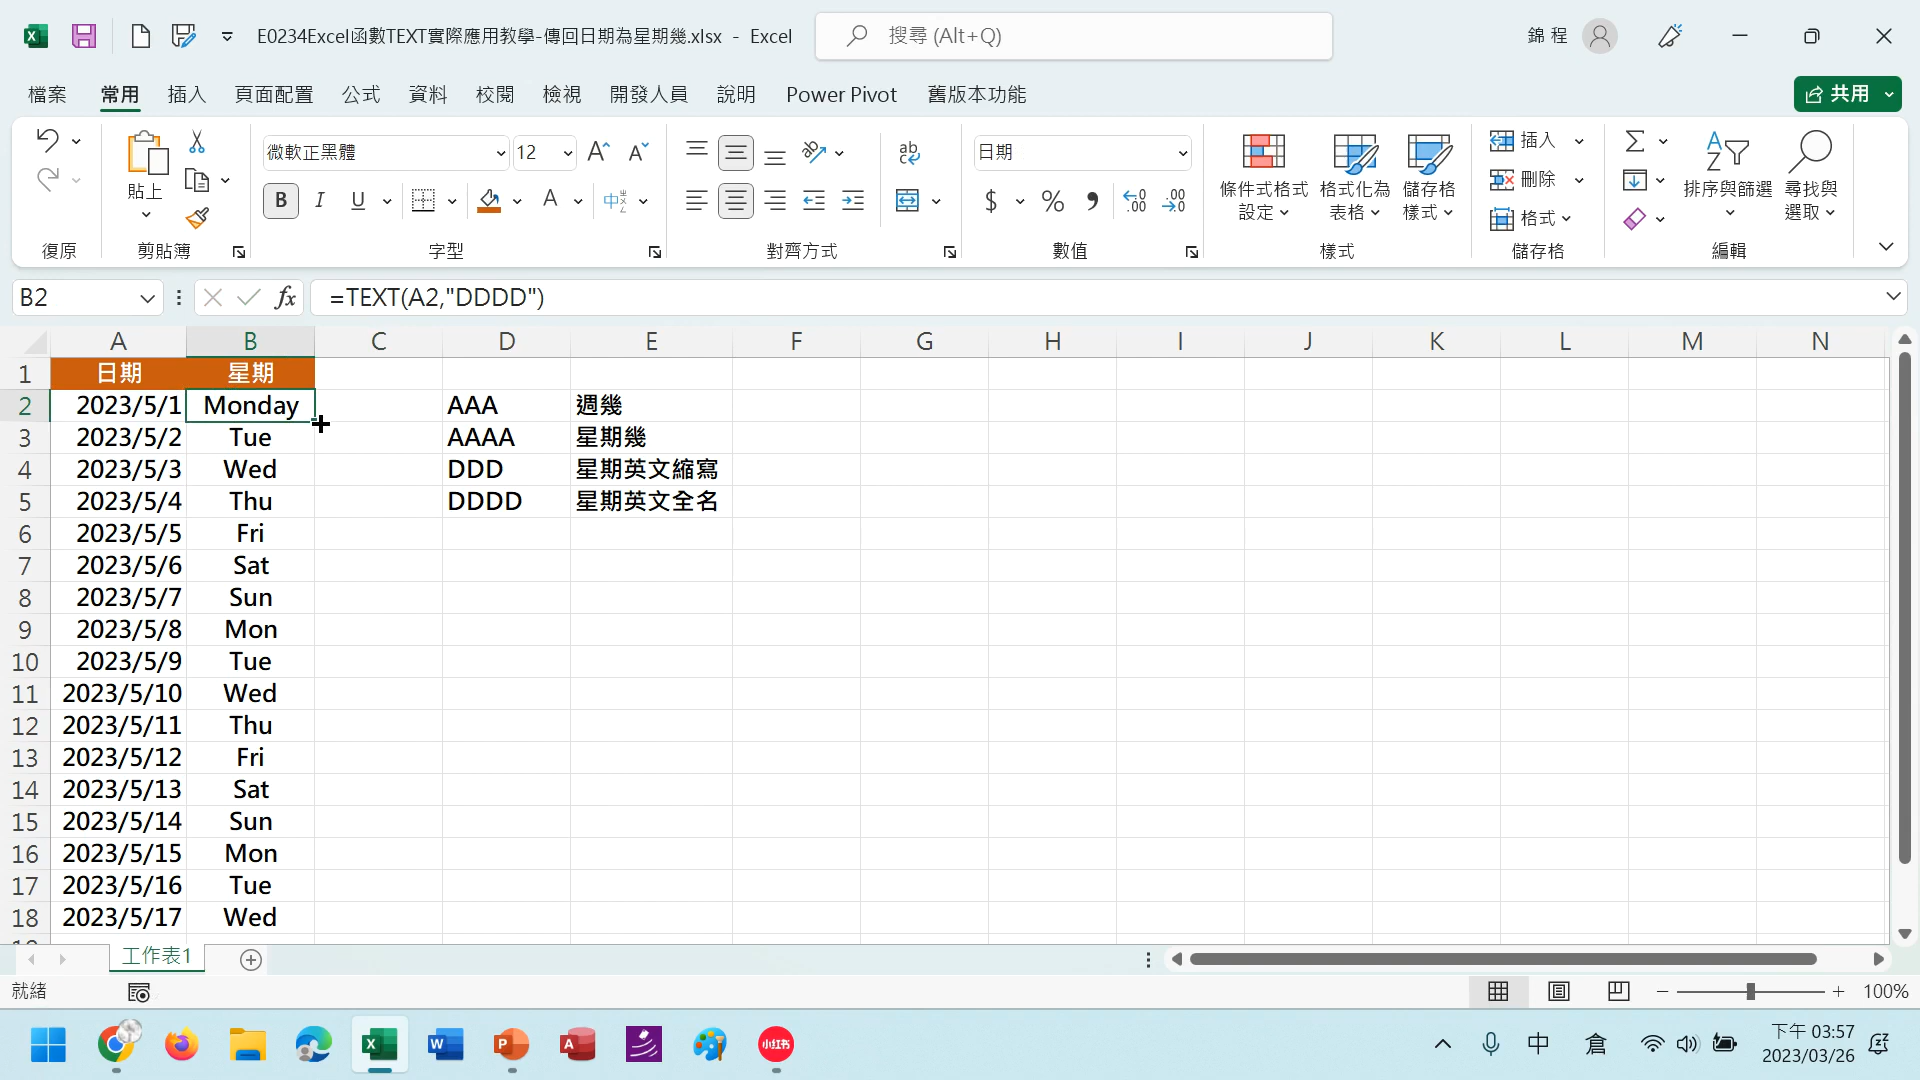 E0234Excel函數TEXT實際應用教學-傳回日期為星期幾.xlsx - Excel
搜尋 (Alt+Q)
錦 程
檔案 常用 插入 頁面配置 公式 資料 校閱 檢視 開發人員 說明 Power Pivot 舊版本功能
共用
貼上
微軟正黑體 12
B I U A
ab
日期
$ % 9
條件式格式設定
格式化為表格
儲存格樣式
插入
刪除
格式
排序與篩選
尋找與選取
復原 剪貼簿 字型 對齊方式 數值 樣式 儲存格 編輯
B2 fx =TEXT(A2,"DDDD")
A B C D E F G H I J K L M N
1 日期 星期
2 2023/5/1 Monday AAA 週幾
3 2023/5/2 Tue AAAA 星期幾
4 2023/5/3 Wed DDD 星期英文縮寫
5 2023/5/4 Thu DDDD 星期英文全名
6 2023/5/5 Fri
7 2023/5/6 Sat
8 2023/5/7 Sun
9 2023/5/8 Mon
10 2023/5/9 Tue
11 2023/5/10 Wed
12 2023/5/11 Thu
13 2023/5/12 Fri
14 2023/5/13 Sat
15 2023/5/14 Sun
16 2023/5/15 Mon
17 2023/5/16 Tue
18 2023/5/17 Wed
工作表1
就緒
100%
小红书
中 倉
下午 03:57
2023/03/26